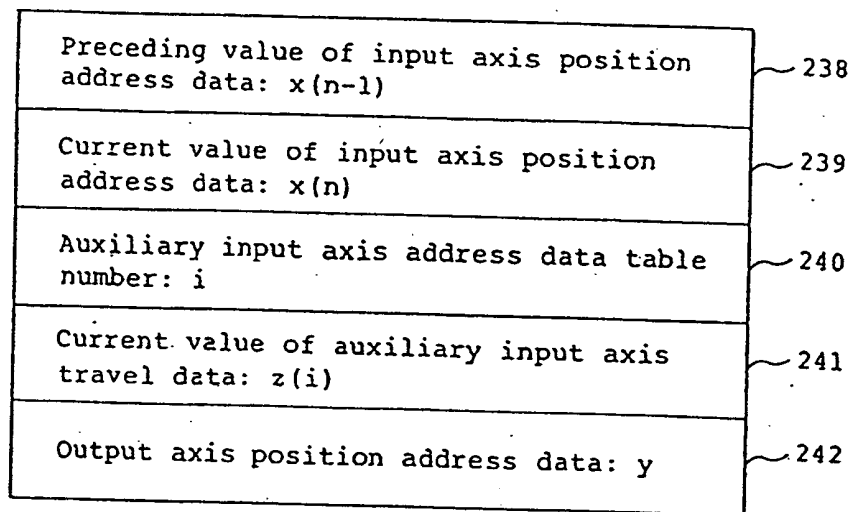 Preceding value of input axis position
address data: x(n-1)
238
Current value of input axis position
address data: x(n)
239
Auxiliary input axis address data table
number: i
240
Current value of auxiliary input axis
travel data: z(i)
241
Output axis position address data: y
242